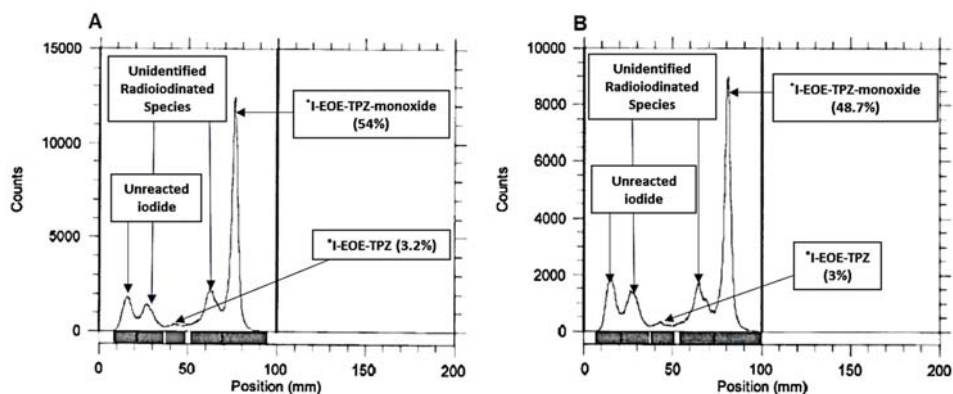 A
15000
10000
5000
0
Counts
0
50
100
150
200
Position (mm)
Unidentified
Radioiodinated
Species
Unreacted
iodide
*I-EOE-TPZ-monoxide
(54%)
*I-EOE-TPZ (3.2%)
B
10000
8000
6000
4000
2000
0
Counts
0
50
100
150
200
Position (mm)
Unidentified
Radioiodinated
Species
Unreacted
iodide
*I-EOE-TPZ-monoxide
(48.7%)
*I-EOE-TPZ
(3%)